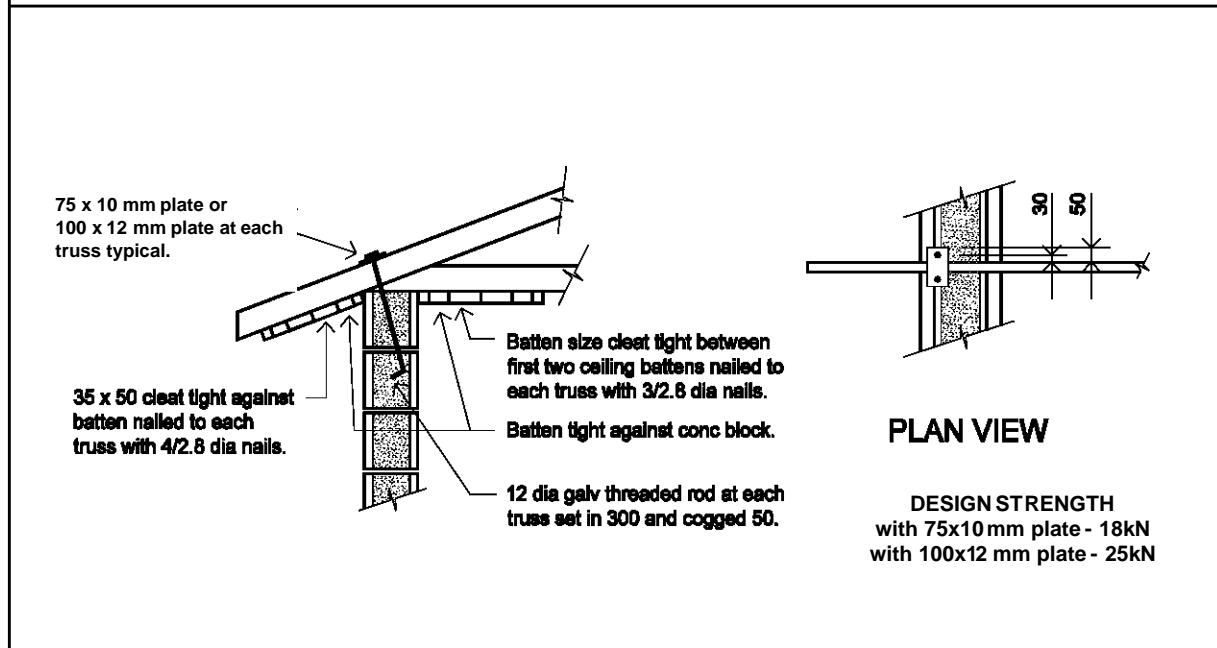 75 x 10 mm plate or
100 x 12 mm plate at each
truss typical.
35 x 50 cleat tight against
batten nailed to each
truss with 4/2.8 dia nails.
Batten size cleat tight between
first two ceiling battens nailed to
each truss with 3/2.8 dia nails.
Batten tight against conc block.
12 dia galv threaded rod at each
truss set in 300 and cogged 50.
30
50
PLAN VIEW
DESIGN STRENGTH
with 75x10 mm plate - 18kN
with 100x12 mm plate - 25kN